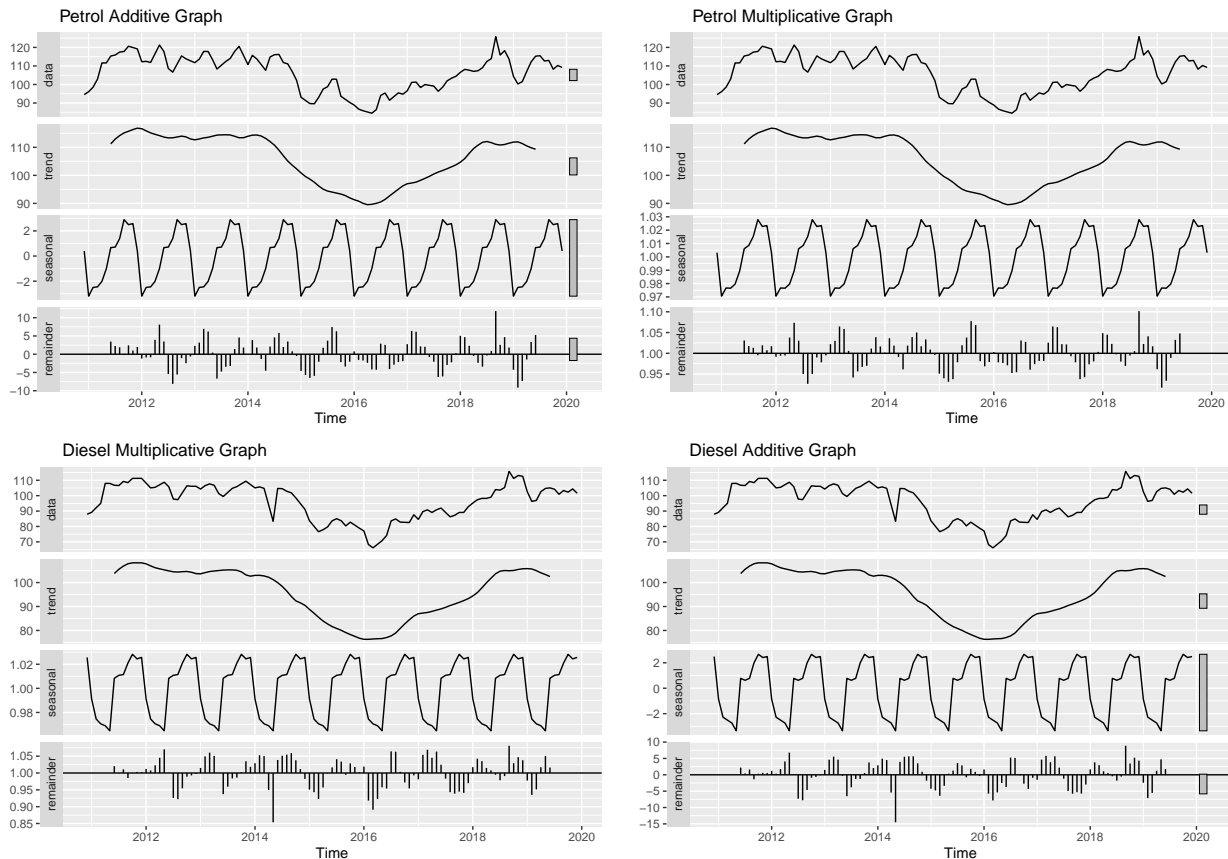 Petrol Additive Graph
data
120
110
100
90
trend
110
100
90
seasonal
2
0
−2
remainder
10
5
0
−5
−10
2012 2014 2016 2018 2020
Time
Petrol Multiplicative Graph
data
120
110
100
90
trend
110
100
90
seasonal
1.03
1.02
1.01
1.00
0.99
0.98
0.97
remainder
1.10
1.05
1.00
0.95
2012 2014 2016 2018 2020
Time
Diesel Multiplicative Graph
data
110
100
90
80
70
trend
100
90
80
seasonal
1.02
1.00
0.98
remainder
1.05
1.00
0.95
0.90
0.85
2012 2014 2016 2018 2020
Time
Diesel Additive Graph
data
110
100
90
80
70
trend
100
90
80
seasonal
2
0
−2
remainder
10
5
0
−5
−10
−15
2012 2014 2016 2018 2020
Time